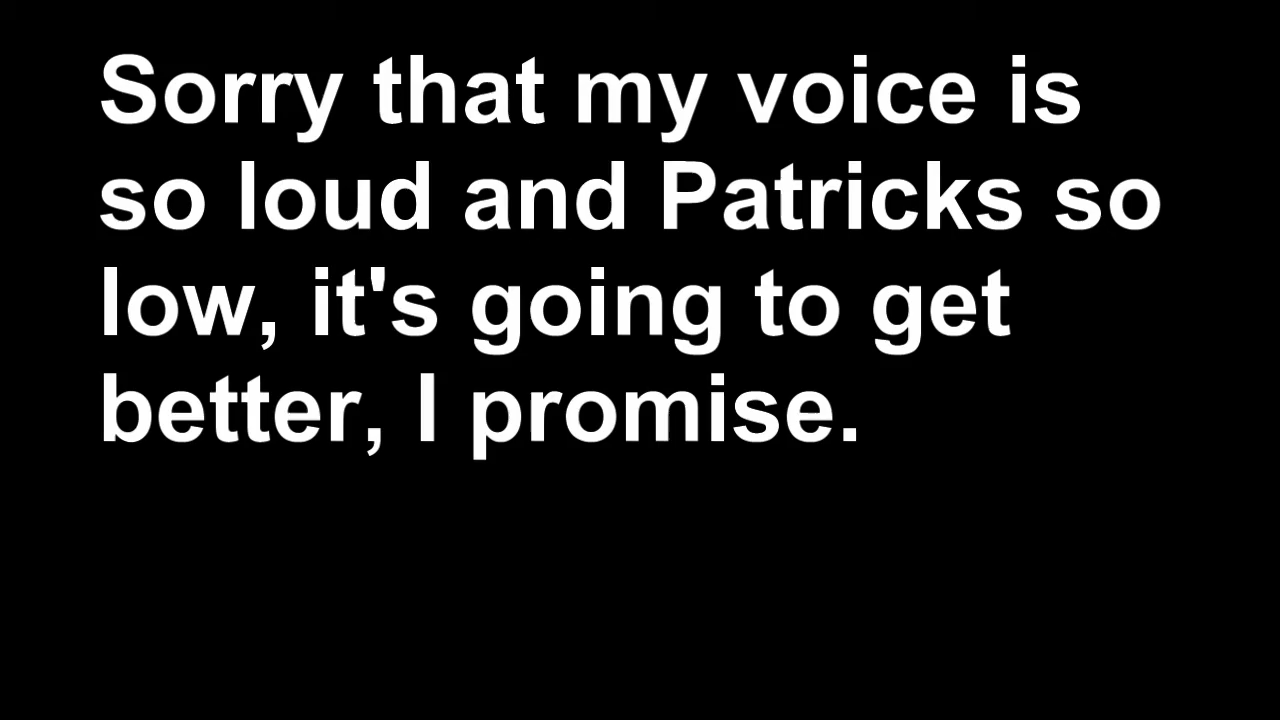 Sorry that my voice is
so loud and Patricks so
low, it's going to get
better, I promise.